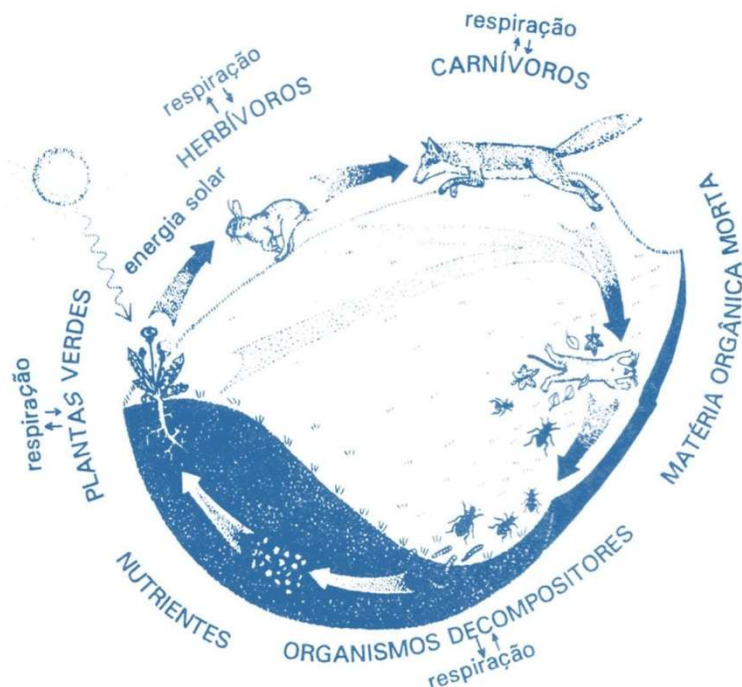 respiração
CARNÍVOROS
respiração
HERBÍVOROS
energia solar
MATÉRIA ORGÂNICA MORTA
respiração
PLANTAS VERDES
NUTRIENTES
ORGANISMOS DECOMPOSITORES
respiração